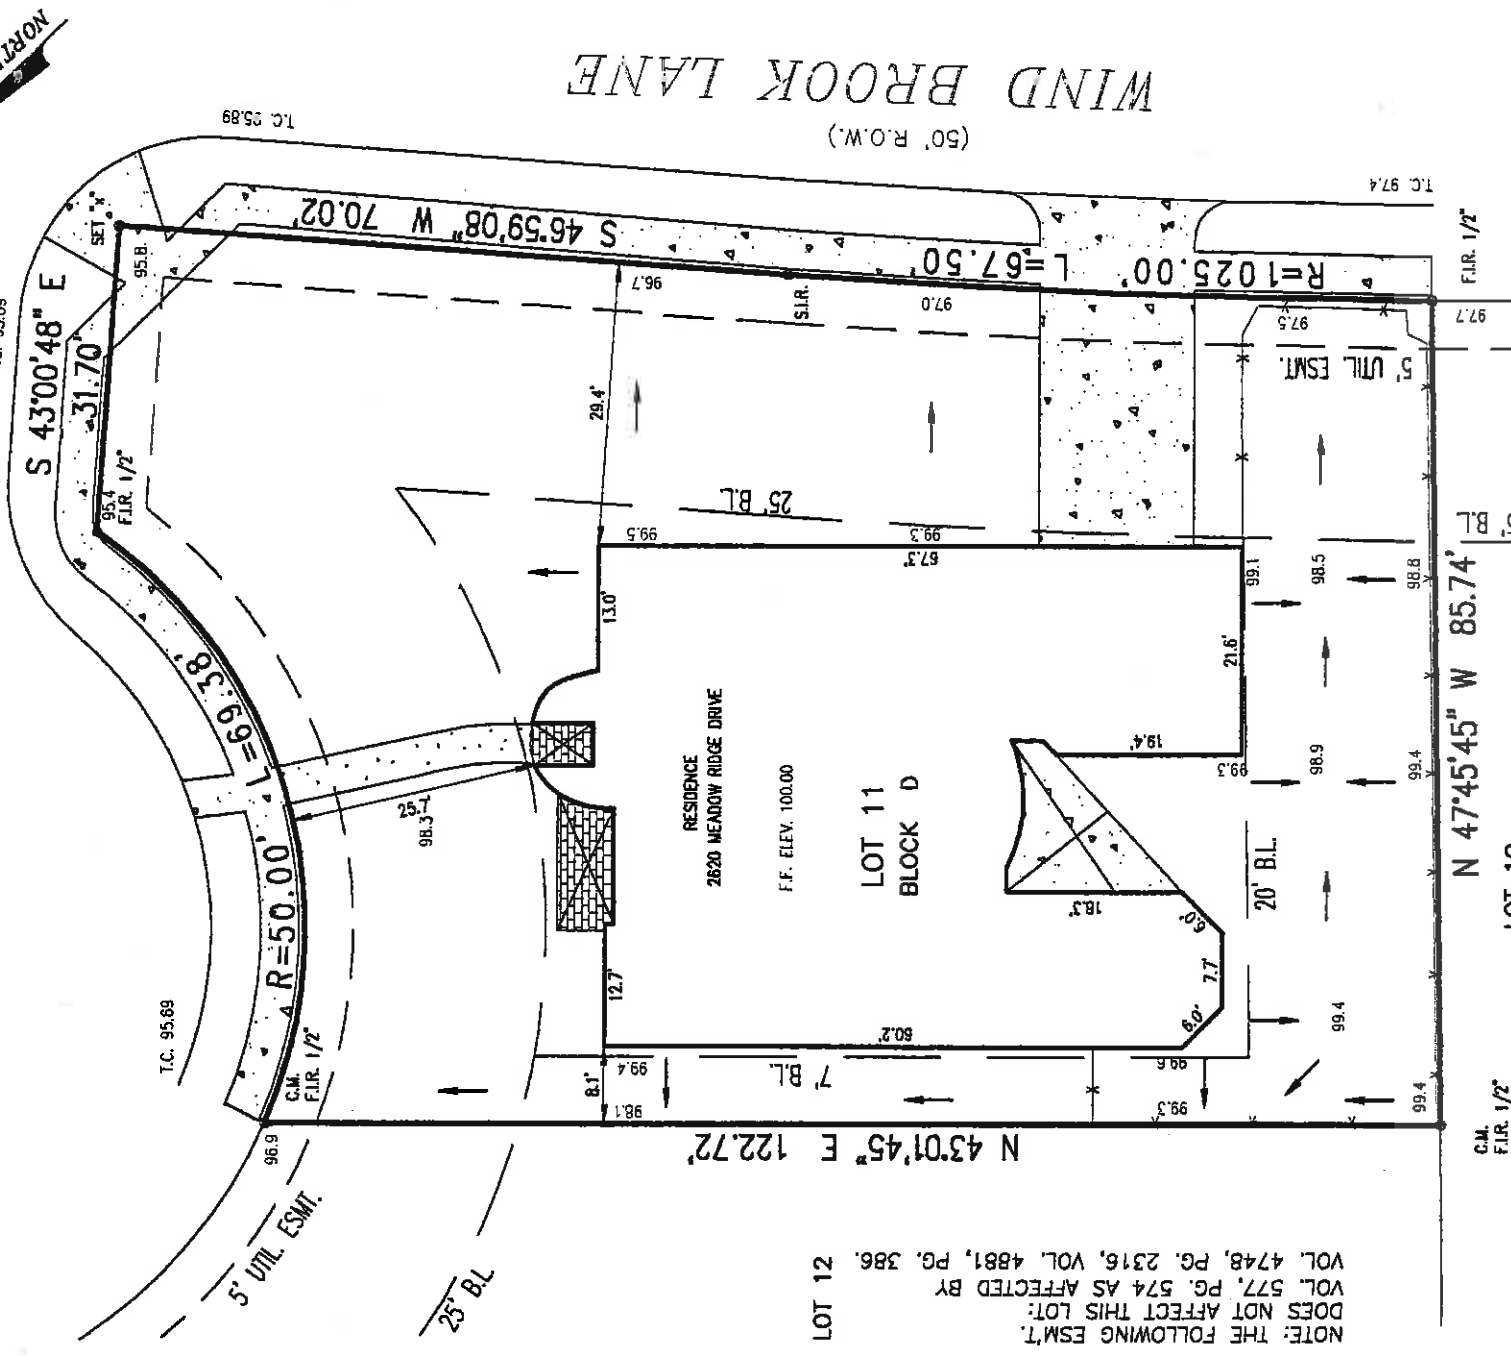 WIND BROOK LANE
(50' R.O.W.)
T.C. 95.89
T.C. 97.4
SET "X"
S 46°59'08" W 70.02'
R=1025.00' L=67.50'
F.I.R. 1/2"
S 43°00'48" E
31.70'
95.8
95.4
F.I.R. 1/2"
96.7
S.I.R.
97.0
97.5
97.7
5' UTIL. ESMT.
29.4'
25' B.L.
99.5
99.3
67.3'
B.L.
13.0'
99.1
98.5
98.8
R=50.00' L=69.38'
25.7'
98.3
RESIDENCE
2620 MEADOW RIDGE DRIVE
F.F. ELEV. 100.00
LOT 11
BLOCK D
21.6'
19.4'
99.3
98.9
99.4
N 47°45'45" W 85.74'
20' B.L.
18.3'
6.0'
7.7'
6.0'
12.7'
60.2'
T.C. 95.69
C.M.
F.I.R. 1/2"
96.9
8.1'
99.4
98.1
7' B.L.
99.6
99.3
99.4
99.4
N 43°01'45" E 122.72'
C.M.
F.I.R. 1/2"
5' UTIL. ESMT.
25' B.L.
LOT 12
NOTE: THE FOLLOWING ESM'T.
DOES NOT AFFECT THIS LOT:
VOL. 577, PG. 574 AS AFFECTED BY
VOL. 4748, PG. 2316, VOL. 4881, PG. 386.